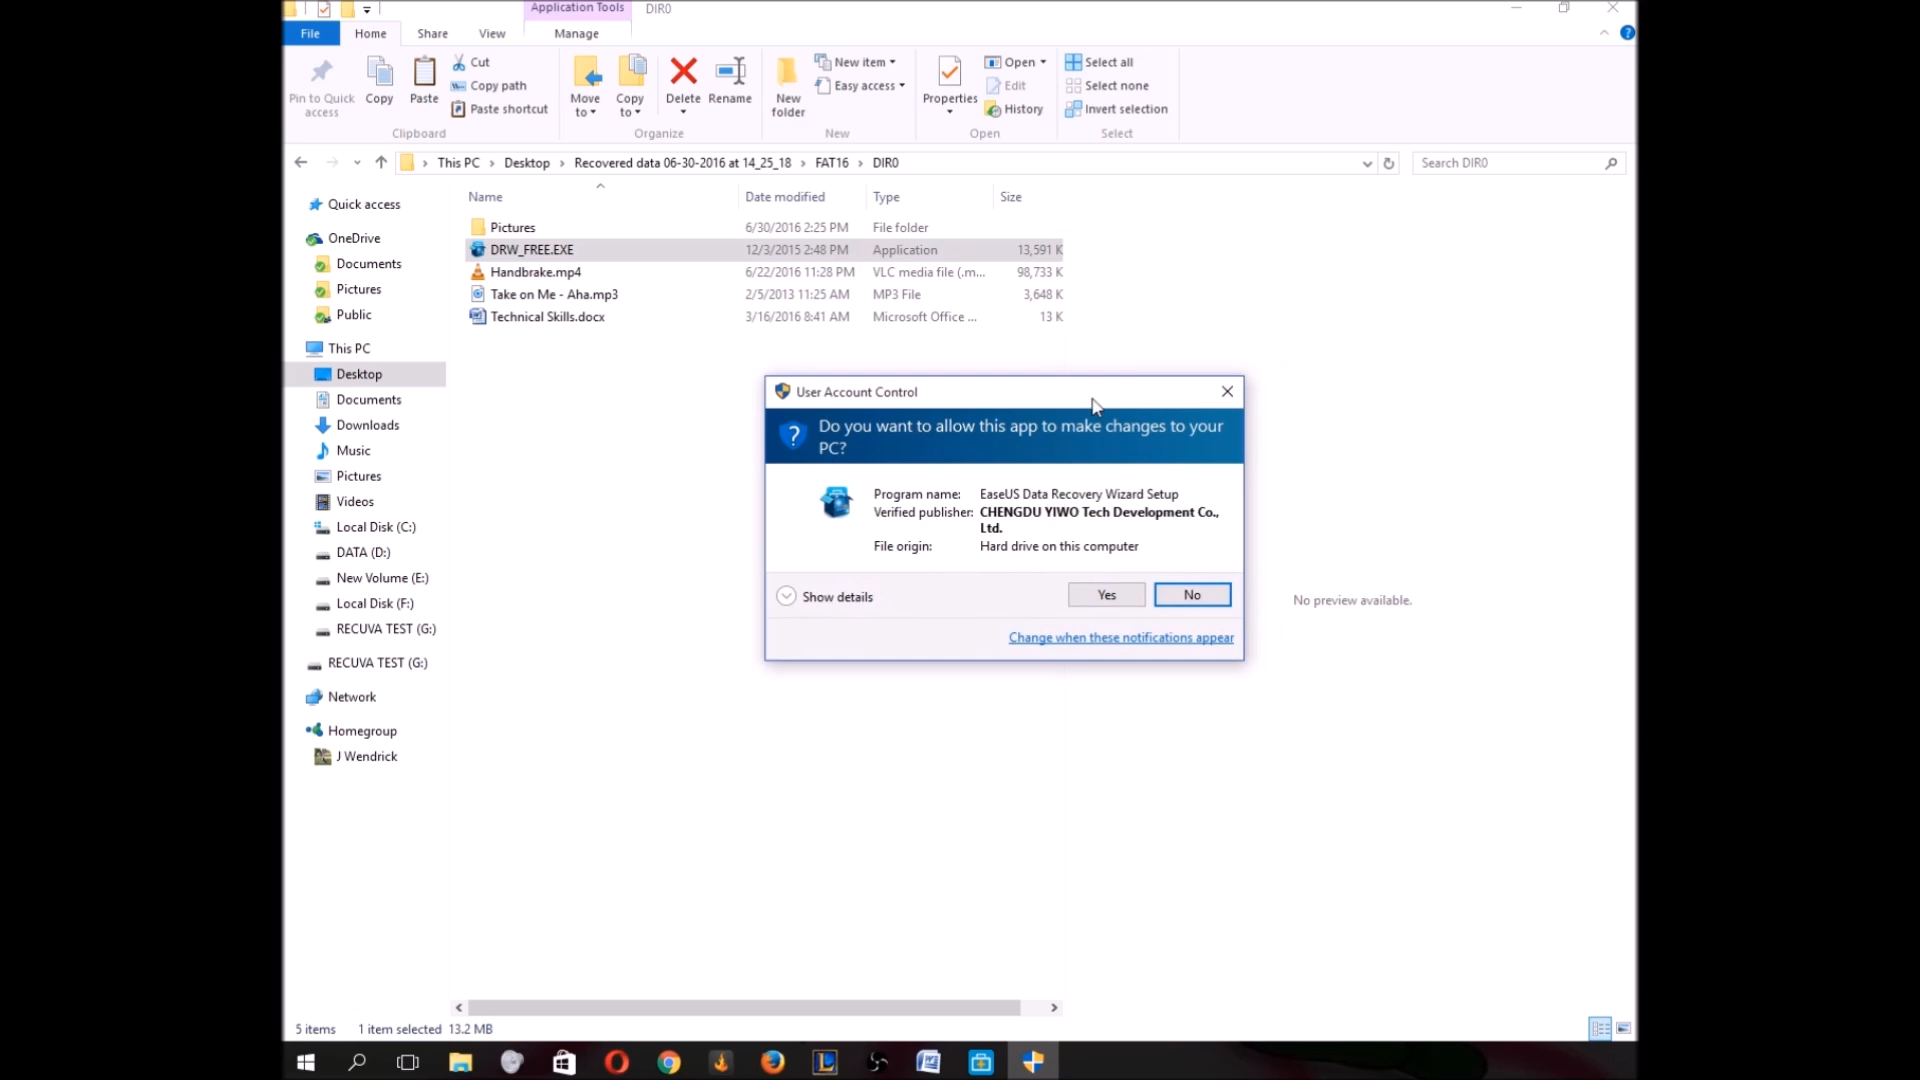 Application Tools DIR0
File Home Share View Manage
Pin to Quick access
Copy
Paste
Cut
Copy path
Paste shortcut
Clipboard
Move to
Copy to
Delete
Rename
Organize
New folder
New item
Easy access
New
Properties
Open
Edit
History
Open
Select all
Select none
Invert selection
Select
This PC > Desktop > Recovered data 06-30-2016 at 14_25_18 > FAT16 > DIR0
Search DIR0
Name Date modified Type Size
Pictures 6/30/2016 2:25 PM File folder
DRW_FREE.EXE 12/3/2015 2:48 PM Application 13,591 K
Handbrake.mp4 6/22/2016 11:28 PM VLC media file (.m... 98,733 K
Take on Me - Aha.mp3 2/5/2013 11:25 AM MP3 File 3,648 K
Technical Skills.docx 3/16/2016 8:41 AM Microsoft Office ... 13 K
Quick access
OneDrive
Documents
Pictures
Public
This PC
Desktop
Documents
Downloads
Music
Pictures
Videos
Local Disk (C:)
DATA (D:)
New Volume (E:)
Local Disk (F:)
RECUVA TEST (G:)
RECUVA TEST (G:)
Network
Homegroup
J Wendrick
User Account Control
Do you want to allow this app to make changes to your
PC?
Program name: EaseUS Data Recovery Wizard Setup
Verified publisher: CHENGDU YIWO Tech Development Co.,
Ltd.
File origin: Hard drive on this computer
Show details
Yes No
Change when these notifications appear
No preview available.
5 items 1 item selected 13.2 MB